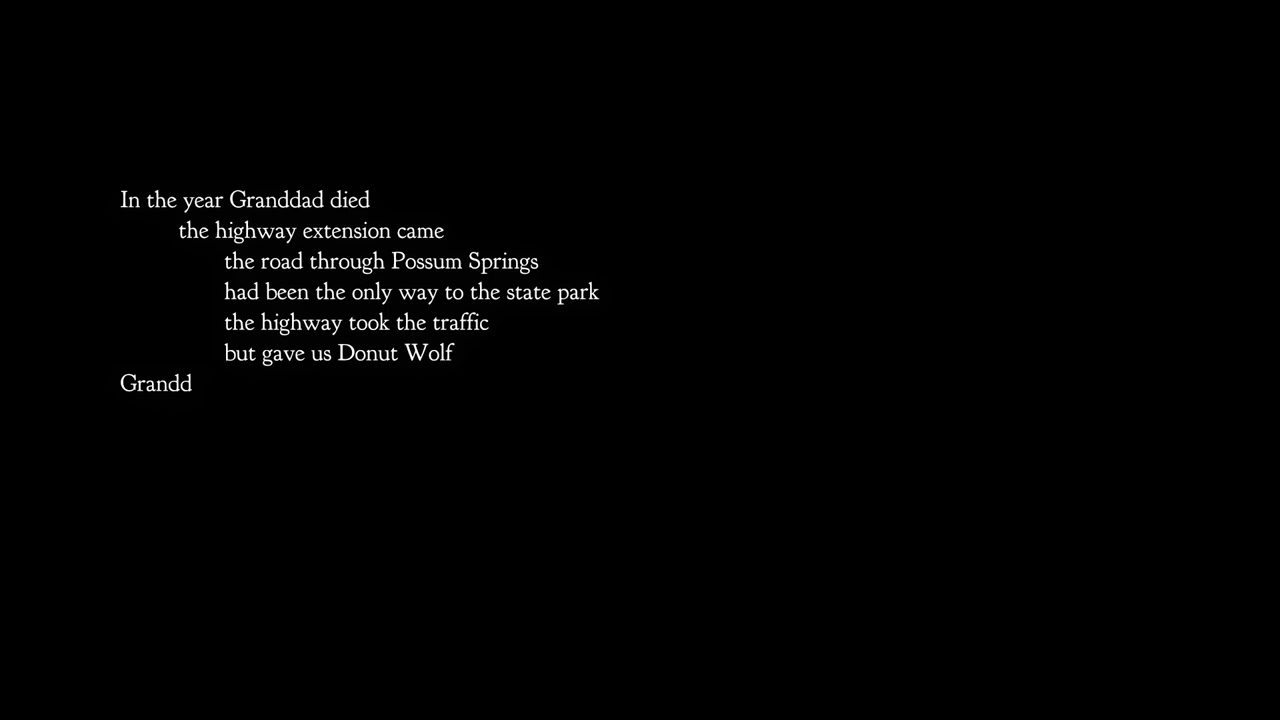 In the year Granddad died
the highway extension came
the road through Possum Springs
had been the only way to the state park
the highway took the traffic
but gave us Donut Wolf
Grandd